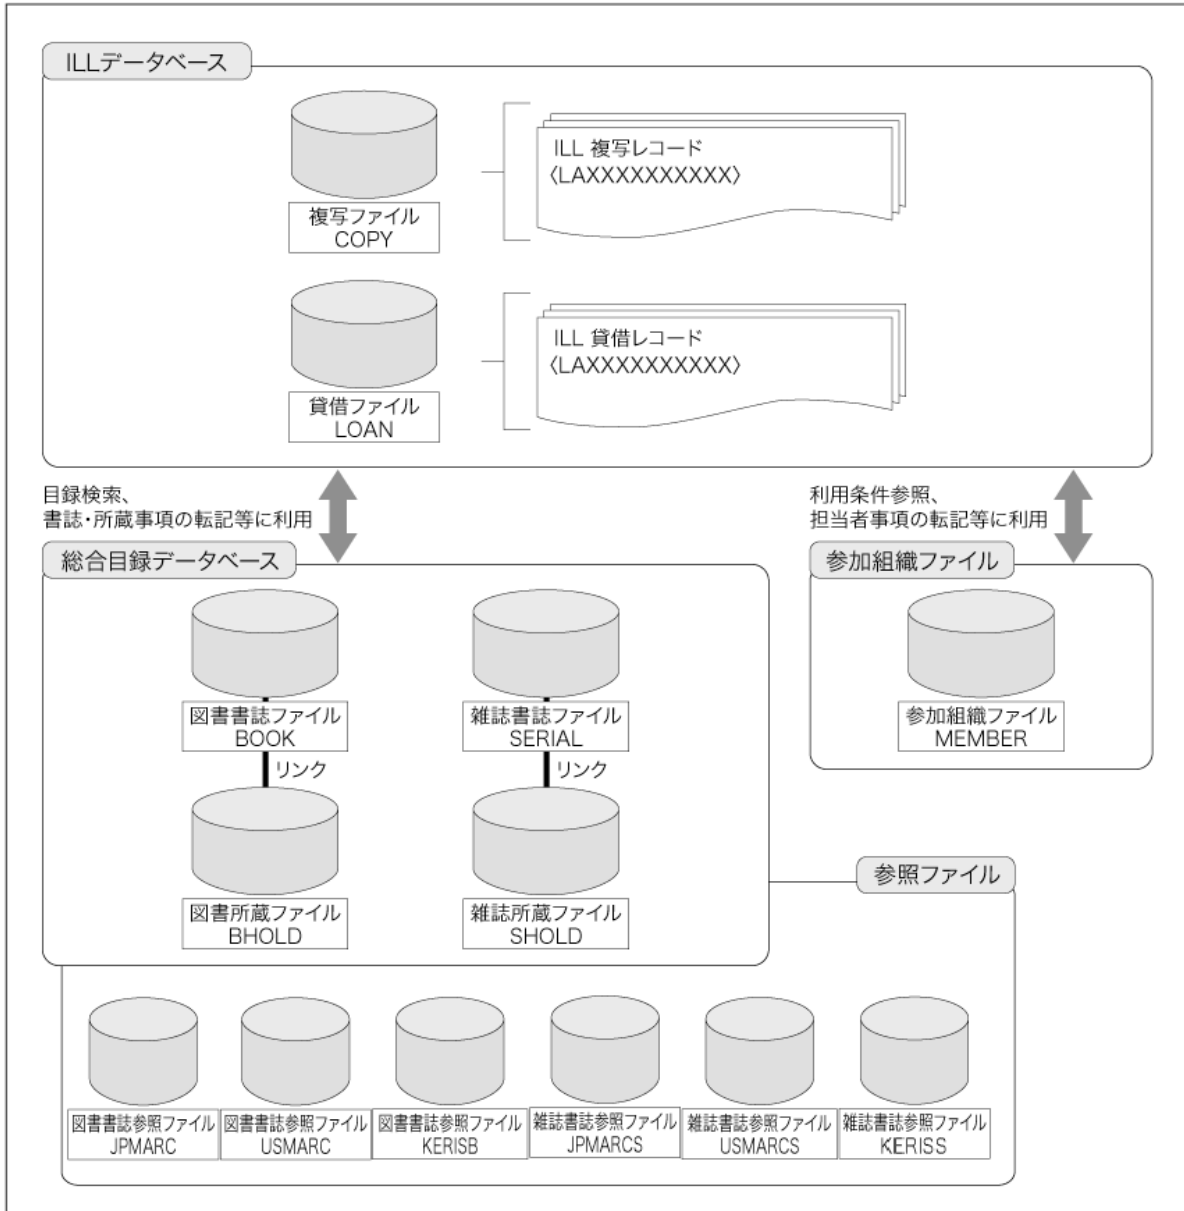 ILLデータベース
ILL 複写レコード
〈LAXXXXXXXXXX〉
複写ファイル
COPY
ILL 貸借レコード
〈LAXXXXXXXXXX〉
貸借ファイル
LOAN
目録検索、
書誌・所蔵事項の転記等に利用
利用条件参照、
担当者事項の転記等に利用
総合目録データベース
参加組織ファイル
図書書誌ファイル
BOOK
雑誌書誌ファイル
SERIAL
参加組織ファイル
MEMBER
リンク
リンク
図書所蔵ファイル
BHOLD
雑誌所蔵ファイル
SHOLD
参照ファイル
図書書誌参照ファイル
JPMARC
図書書誌参照ファイル
USMARC
図書書誌参照ファイル
KERISB
雑誌書誌参照ファイル
JPMARCS
雑誌書誌参照ファイル
USMARCS
雑誌書誌参照ファイル
KERISS